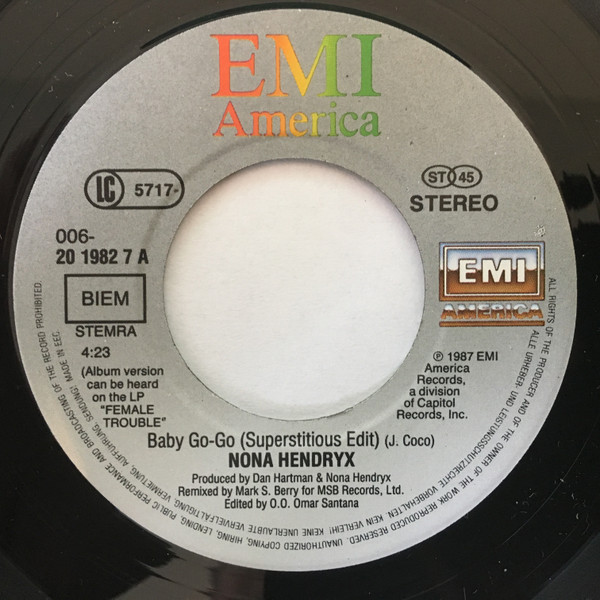 EMI
America
LC 5717-
ST 45
STEREO
006-
20 1982 7 A
BIEM
STEMRA
EMI
AMERICA
4:23
(Album version
can be heard
on the LP
"FEMALE
TROUBLE")
℗ 1987 EMI
America
Records,
a division
of Capitol
Records, Inc.
Baby Go-Go (Superstitious Edit) (J. Coco)
NONA HENDRYX
Produced by Dan Hartman & Nona Hendryx
Remixed by Mark S. Berry for MSB Records, Ltd.
Edited by O.O. Omar Santana
ALL RIGHTS OF THE PRODUCER AND OF THE OWNER OF THE WORK REPRODUCED RESERVED. UNAUTHORIZED COPYING, HIRING, LENDING, PUBLIC PERFORMANCE AND BROADCASTING OF THE RECORD PROHIBITED.
ALLE URHEBER- UND LEISTUNGSSCHUTZRECHTE VORBEHALTEN. KEIN VERLEIH! KEINE UNERLAUBTE VERVIELFÄLTIGUNG, VERMIETUNG, AUFFÜHRUNG, SENDUNG! MADE IN EEC